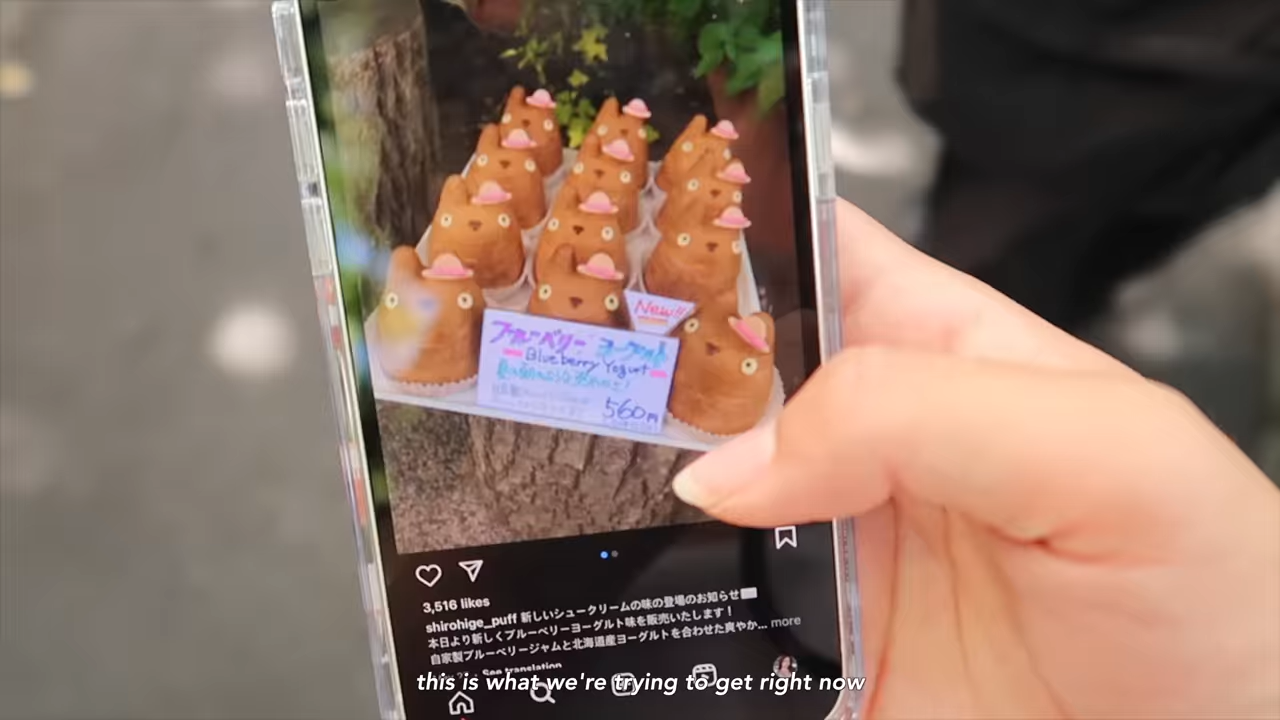 New!!
ブルーベリー ヨーグルト
Blueberry Yogurt
560円
3,516 likes
shirohige_puff 新しいシュークリームの味の登場のお知らせ
本日より新しくブルーベリーヨーグルト味を販売いたします！
自家製ブルーベリージャムと北海道産ヨーグルトを合わせた爽やか... more
See translation
this is what we're trying to get right now